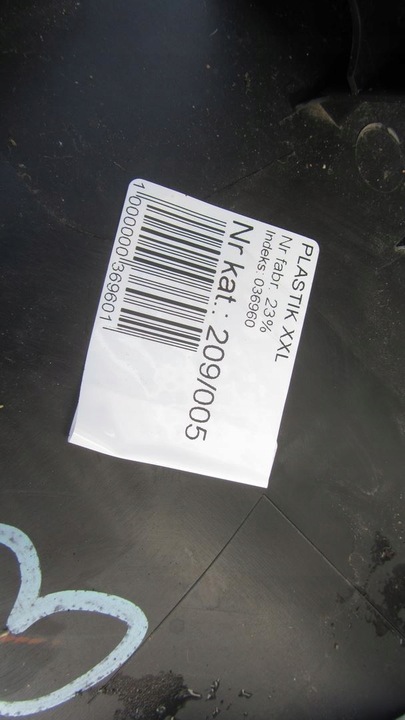 PLASTIK XXL
Nr fabr.: 23%
Indeks: 036960
Nr kat.: 209/005
1000000369601